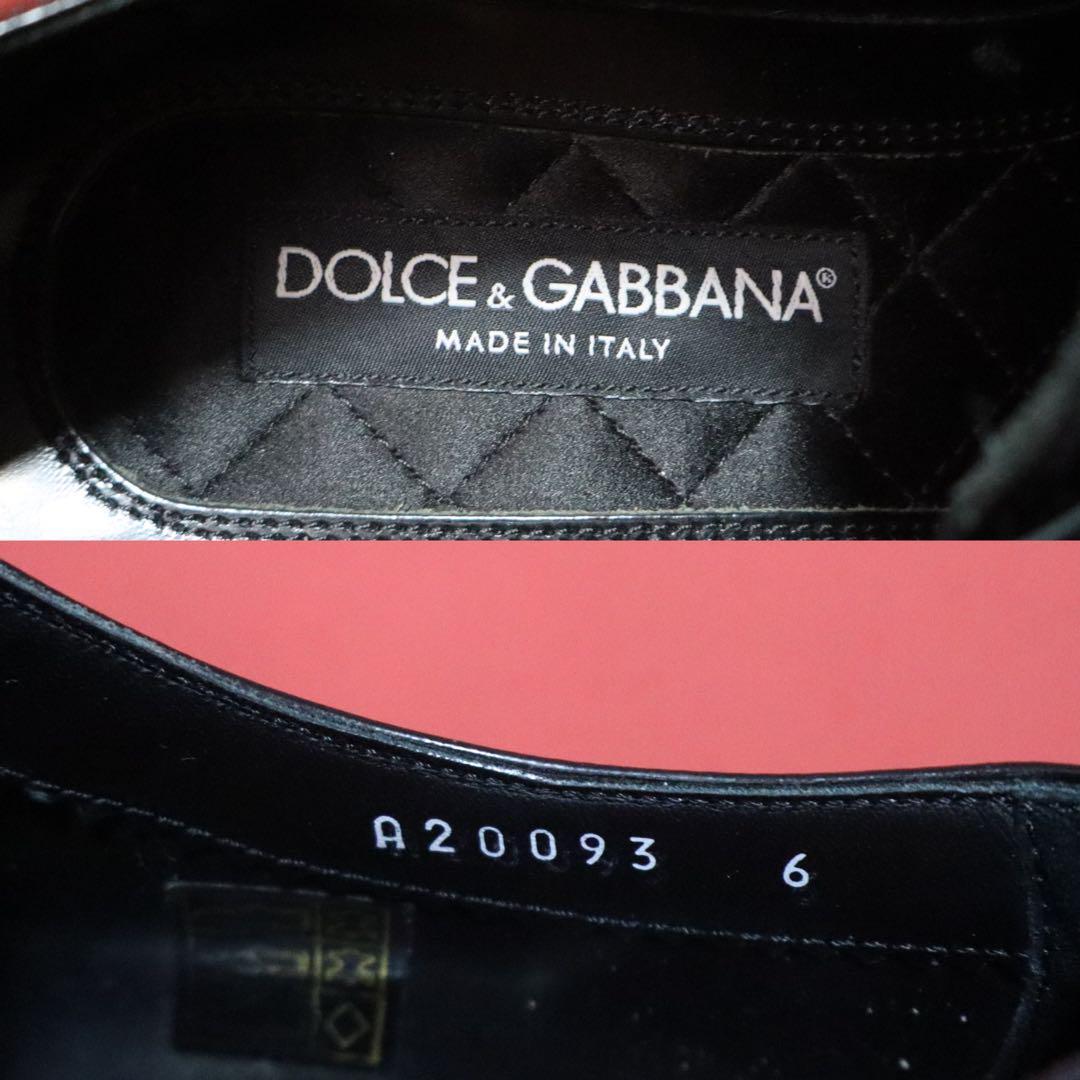 DOLCE & GABBANA®
MADE IN ITALY
A20093 6